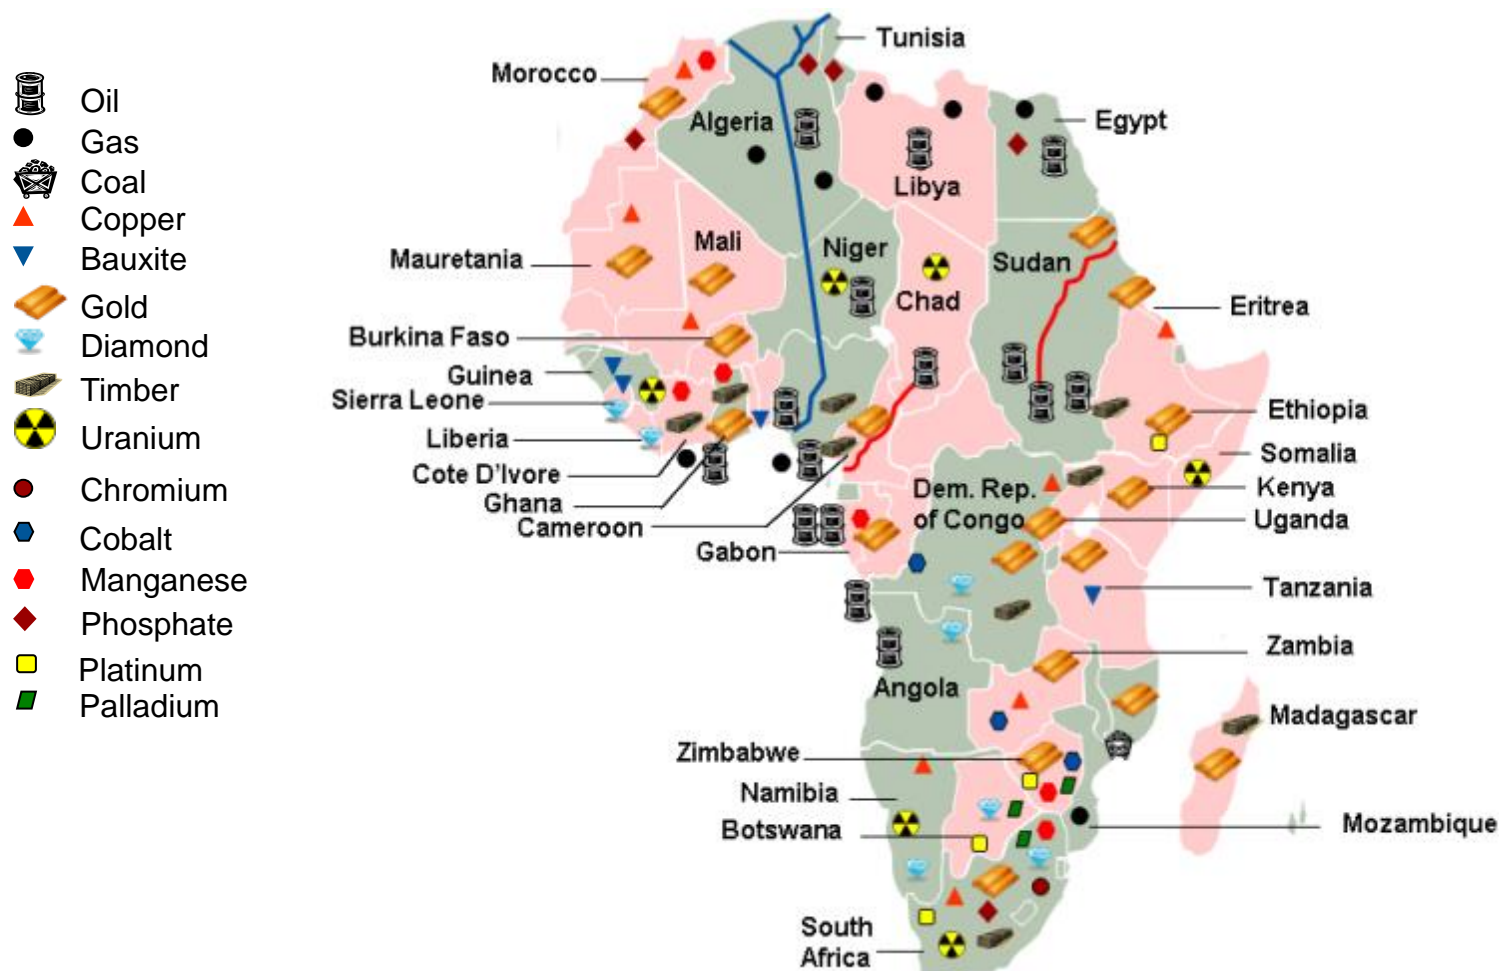 Oil
Gas
Coal
Copper
Bauxite
Gold
Diamond
Timber
Uranium
Chromium
Cobalt
Manganese
Phosphate
Platinum
Palladium
Tunisia
Morocco
Algeria
Egypt
Libya
Mali
Niger
Sudan
Mauretania
Chad
Eritrea
Burkina Faso
Guinea
Sierra Leone
Ethiopia
Liberia
Somalia
Cote D'Ivore
Ghana
Dem. Rep.
of Congo
Kenya
Cameroon
Uganda
Gabon
Tanzania
Zambia
Angola
Madagascar
Zimbabwe
Namibia
Botswana
Mozambique
South
Africa